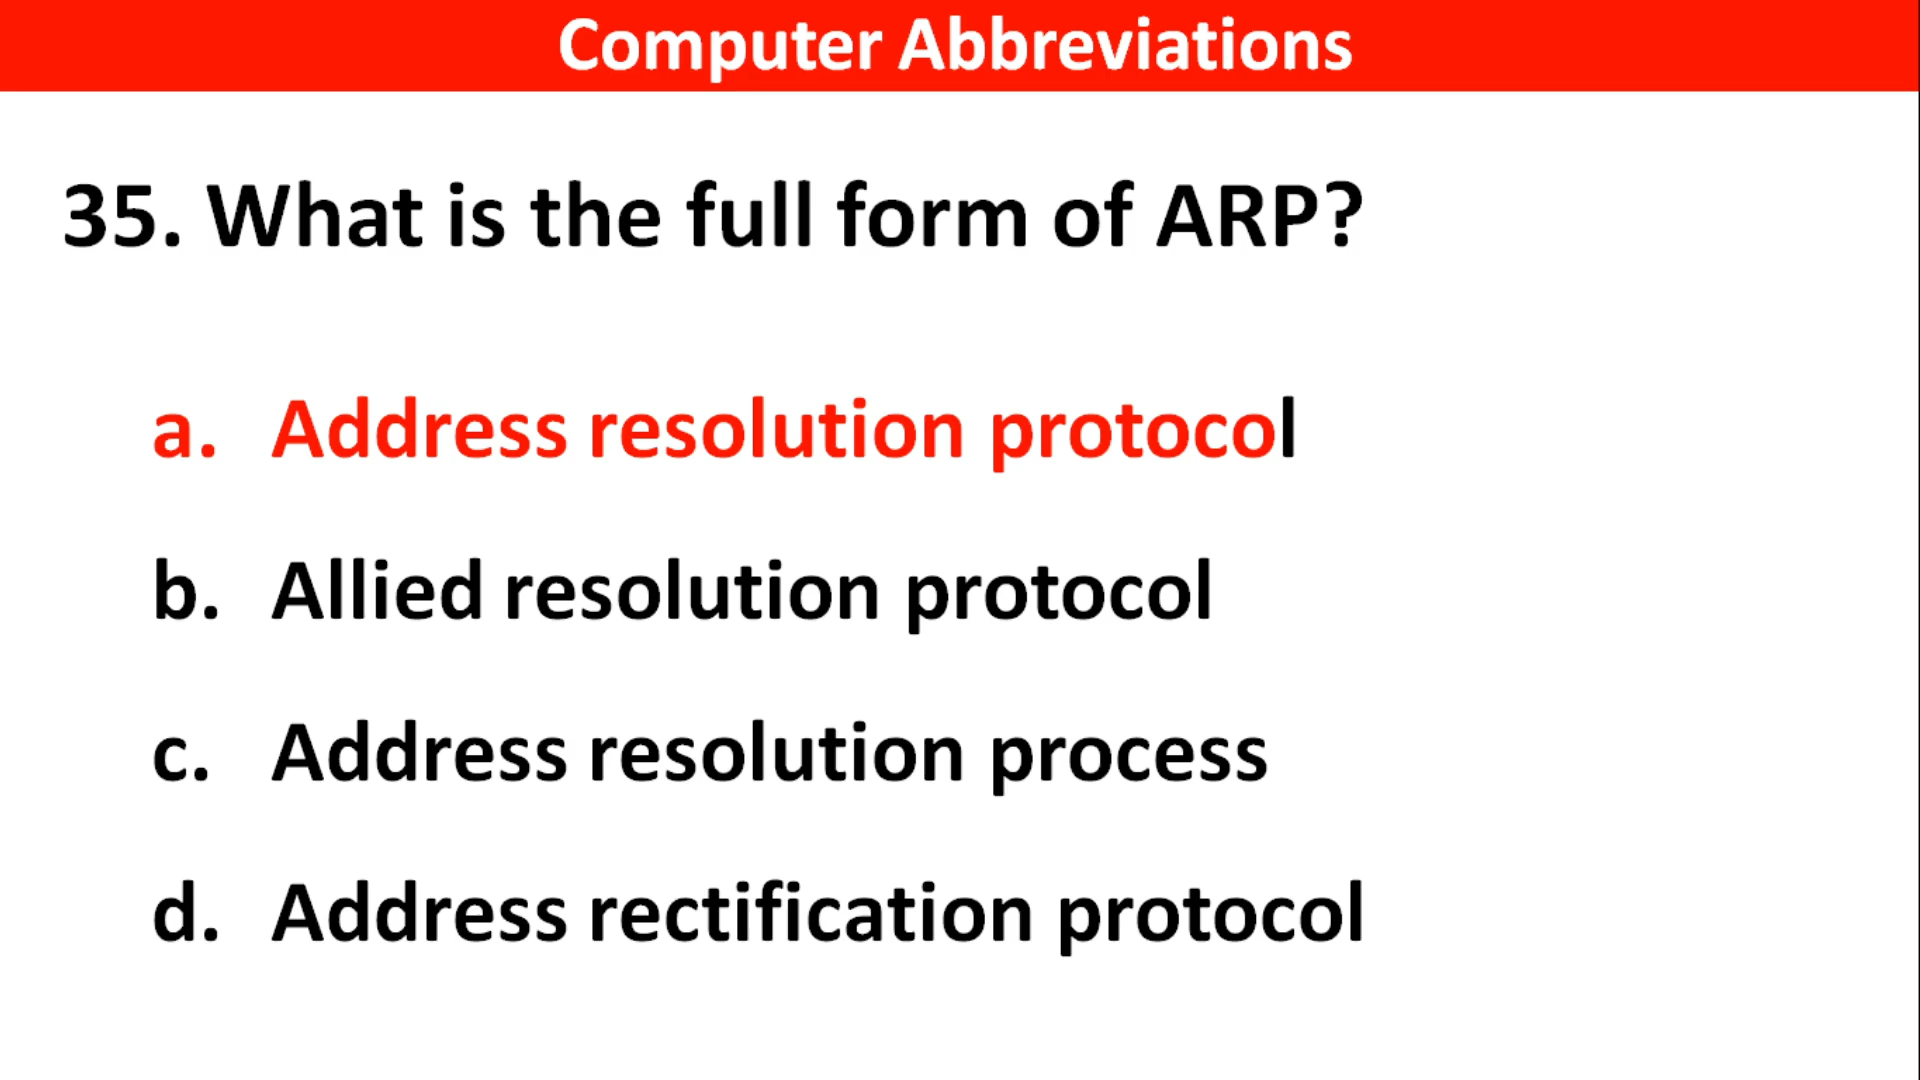 Computer Abbreviations
35. What is the full form of ARP?
a. Address resolution protocol
b. Allied resolution protocol
c. Address resolution process
d. Address rectification protocol